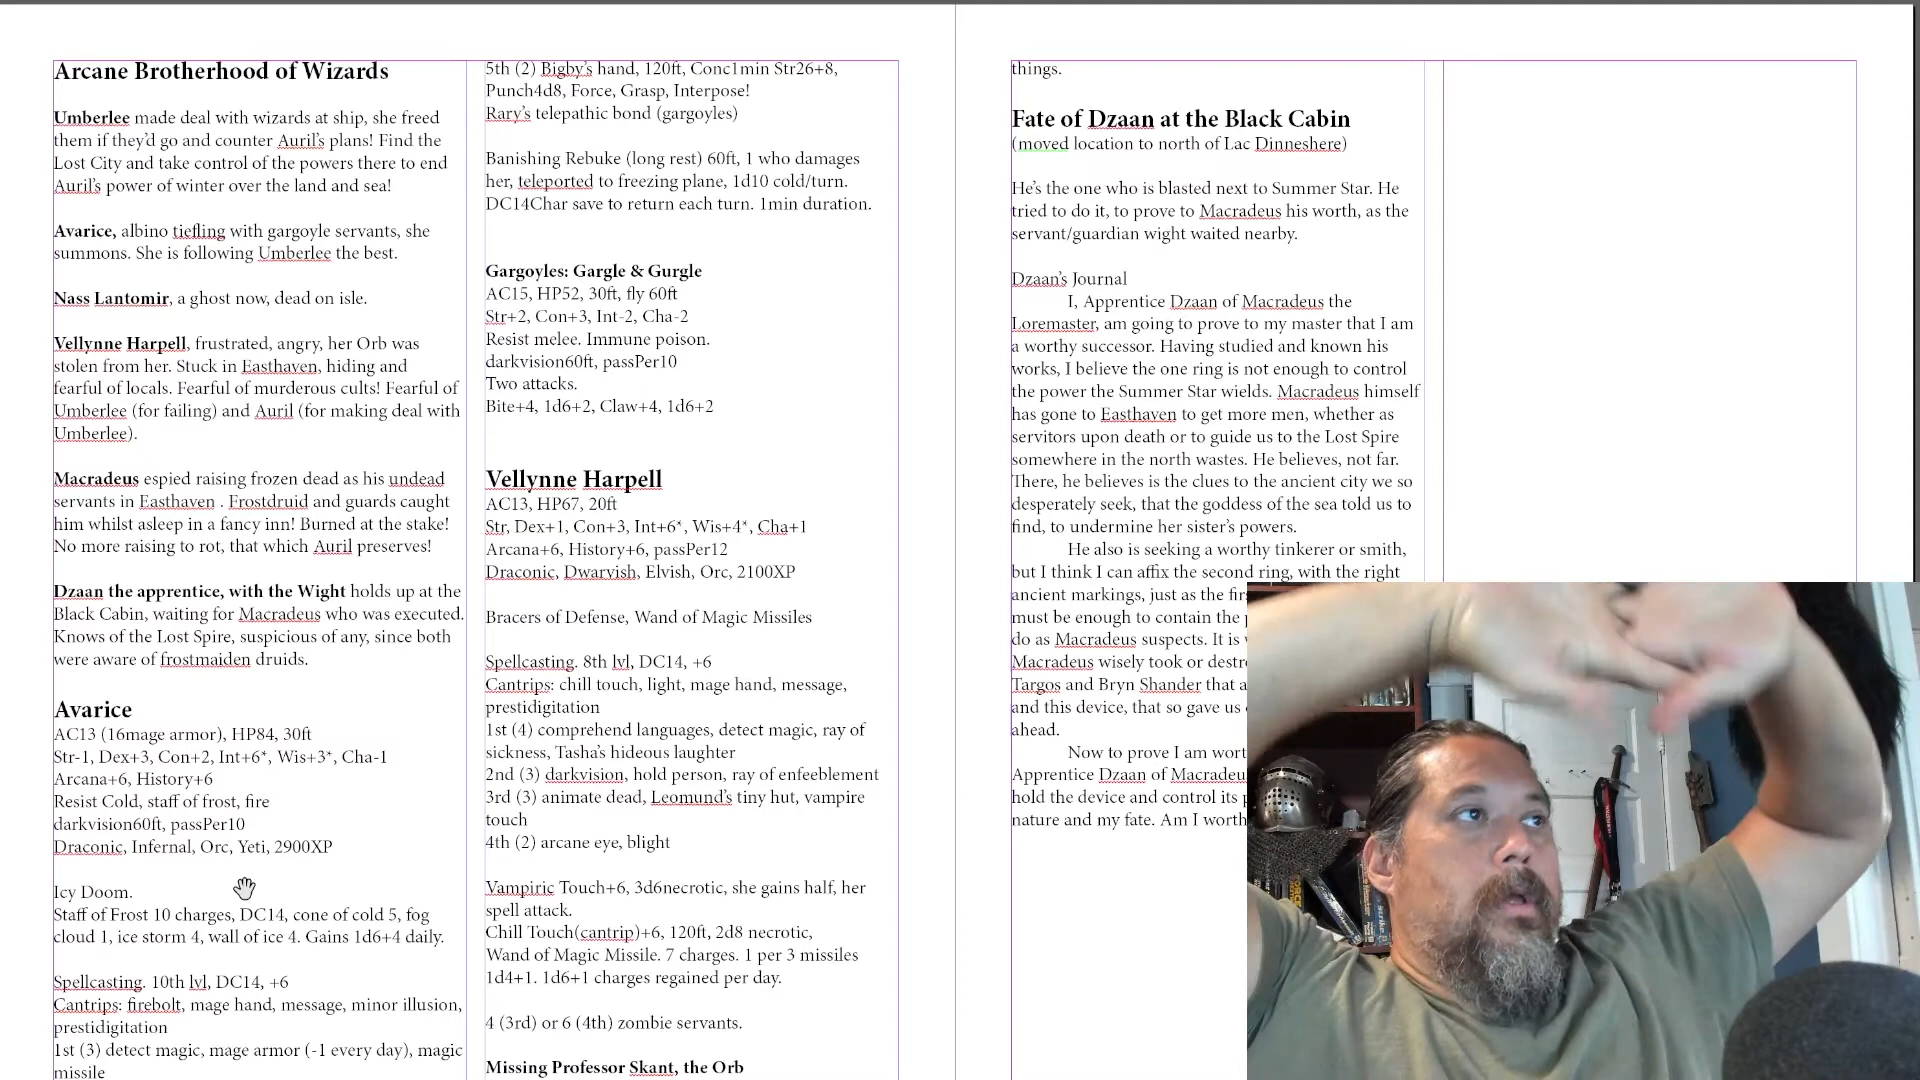 Arcane Brotherhood of Wizards
Umberlee made deal with wizards at ship, she freed
them if they'd go and counter Auril's plans! Find the
Lost City and take control of the powers there to end
Auril's power of winter over the land and sea!
Avarice, albino tiefling with gargoyle servants, she
summons. She is following Umberlee the best.
Nass Lantomir, a ghost now, dead on isle.
Vellynne Harpell, frustrated, angry, her Orb was
stolen from her. Stuck in Easthaven, hiding and
fearful of locals. Fearful of murderous cults! Fearful of
Umberlee (for failing) and Auril (for making deal with
Umberlee).
Macradeus espied raising frozen dead as his undead
servants in Easthaven . Frostdruid and guards caught
him whilst asleep in a fancy inn! Burned at the stake!
No more raising to rot, that which Auril preserves!
Dzaan the apprentice, with the Wight holds up at the
Black Cabin, waiting for Macradeus who was executed.
Knows of the Lost Spire, suspicious of any, since both
were aware of frostmaiden druids.
Avarice
AC13 (16mage armor), HP84, 30ft
Str-1, Dex+3, Con+2, Int+6*, Wis+3*, Cha-1
Arcana+6, History+6
Resist Cold, staff of frost, fire
darkvision60ft, passPer10
Draconic, Infernal, Orc, Yeti, 2900XP
Icy Doom.
Staff of Frost 10 charges, DC14, cone of cold 5, fog
cloud 1, ice storm 4, wall of ice 4. Gains 1d6+4 daily.
Spellcasting. 10th lvl, DC14, +6
Cantrips: firebolt, mage hand, message, minor illusion,
prestidigitation
1st (3) detect magic, mage armor (-1 every day), magic
missile
5th (2) Bigby's hand, 120ft, Conc1min Str26+8,
Punch4d8, Force, Grasp, Interpose!
Rary's telepathic bond (gargoyles)
Banishing Rebuke (long rest) 60ft, 1 who damages
her, teleported to freezing plane, 1d10 cold/turn.
DC14Char save to return each turn. 1min duration.
Gargoyles: Gargle & Gurgle
AC15, HP52, 30ft, fly 60ft
Str+2, Con+3, Int-2, Cha-2
Resist melee. Immune poison.
darkvision60ft, passPer10
Two attacks.
Bite+4, 1d6+2, Claw+4, 1d6+2
Vellynne Harpell
AC13, HP67, 20ft
Str, Dex+1, Con+3, Int+6*, Wis+4*, Cha+1
Arcana+6, History+6, passPer12
Draconic, Dwarvish, Elvish, Orc, 2100XP
Bracers of Defense, Wand of Magic Missiles
Spellcasting. 8th lvl, DC14, +6
Cantrips: chill touch, light, mage hand, message,
prestidigitation
1st (4) comprehend languages, detect magic, ray of
sickness, Tasha's hideous laughter
2nd (3) darkvision, hold person, ray of enfeeblement
3rd (3) animate dead, Leomund's tiny hut, vampire
touch
4th (2) arcane eye, blight
Vampiric Touch+6, 3d6necrotic, she gains half, her
spell attack.
Chill Touch(cantrip)+6, 120ft, 2d8 necrotic,
Wand of Magic Missile. 7 charges. 1 per 3 missiles
1d4+1. 1d6+1 charges regained per day.
4 (3rd) or 6 (4th) zombie servants.
Missing Professor Skant, the Orb
things.
Fate of Dzaan at the Black Cabin
(moved location to north of Lac Dinneshere)
He's the one who is blasted next to Summer Star. He
tried to do it, to prove to Macradeus his worth, as the
servant/guardian wight waited nearby.
Dzaan's Journal
I, Apprentice Dzaan of Macradeus the
Loremaster, am going to prove to my master that I am
a worthy successor. Having studied and known his
works, I believe the one ring is not enough to control
the power the Summer Star wields. Macradeus himself
has gone to Easthaven to get more men, whether as
servitors upon death or to guide us to the Lost Spire
somewhere in the north wastes. He believes, not far.
There, he believes is the clues to the ancient city we so
desperately seek, that the goddess of the sea told us to
find, to undermine her sister's powers.
He also is seeking a worthy tinkerer or smith,
but I think I can affix the second ring, with the right
ancient markings, just as the
must be enough to contain the
do as Macradeus suspects. It is
Macradeus wisely took or
Targos and Bryn Shander that
and this device, that so gave us
ahead.
Now to prove I am
Apprentice Dzaan of
hold the device and control its
nature and my fate. Am I